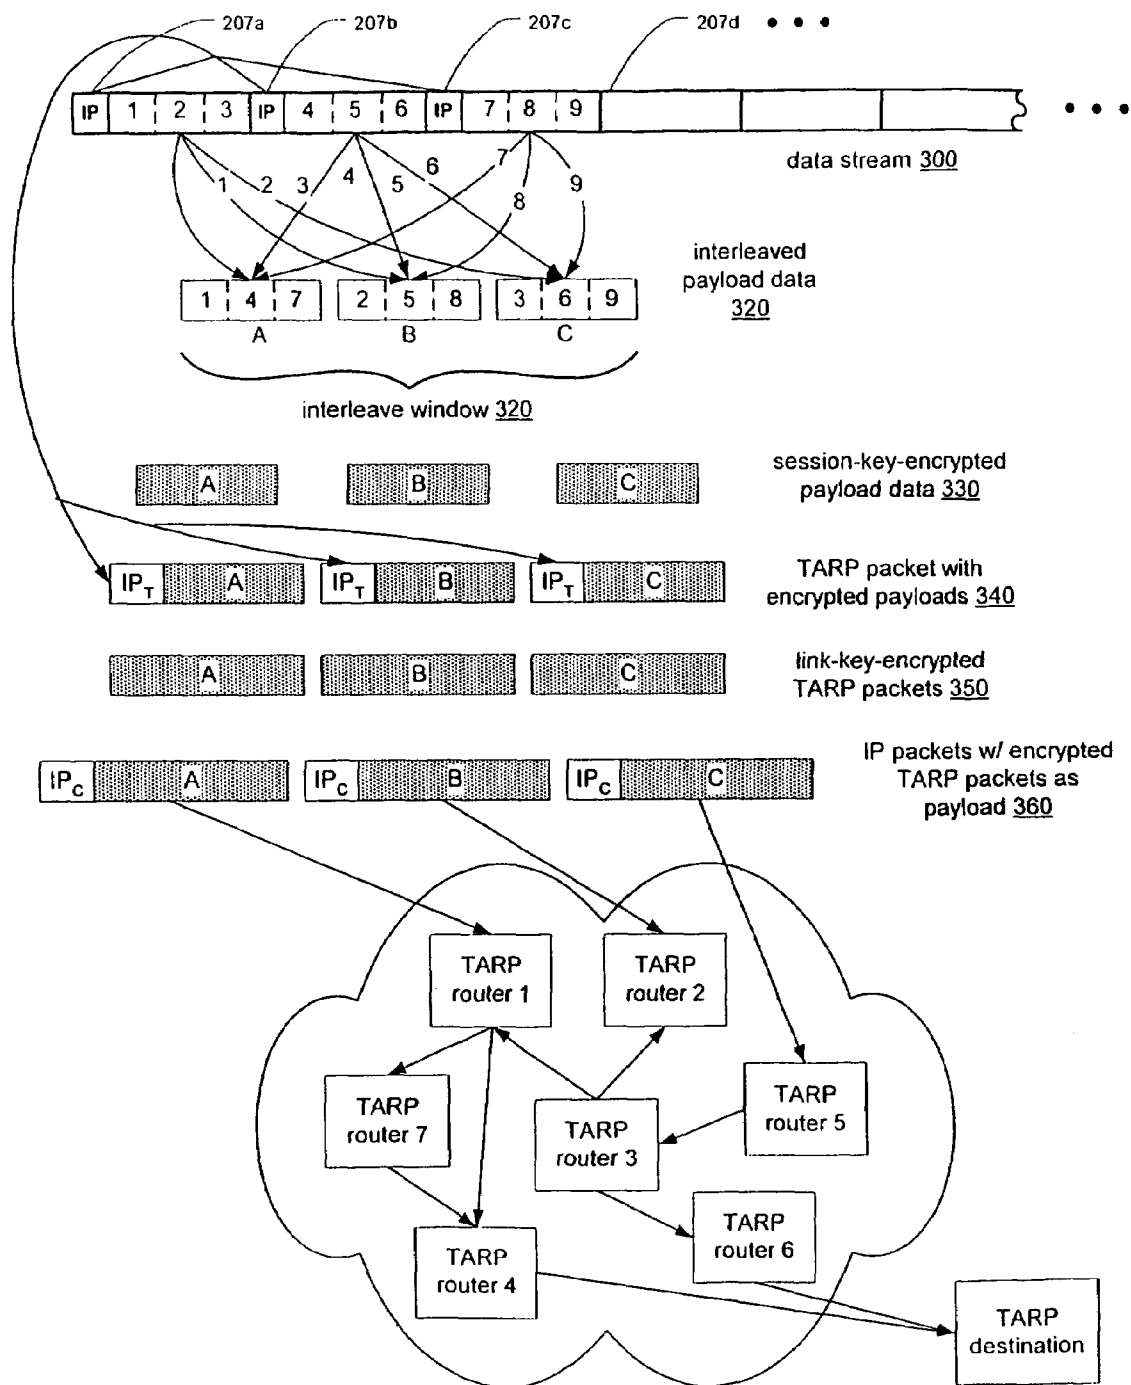 207a 207b 207c 207d • • •
IP 1 2 3 IP 4 5 6 IP 7 8 9 • • •
data stream 300
1 2 3 4 5 6 7 8 9
interleaved
payload data
320
1 4 7 2 5 8 3 6 9
A B C
interleave window 320
session-key-encrypted
payload data 330
A B C
TARP packet with
encrypted payloads 340
IPT A IPT B IPT C
link-key-encrypted
TARP packets 350
A B C
IP packets w/ encrypted
TARP packets as
payload 360
IPC A IPC B IPC C
TARP
router 1
TARP
router 2
TARP
router 7
TARP
router 3
TARP
router 5
TARP
router 4
TARP
router 6
TARP
destination